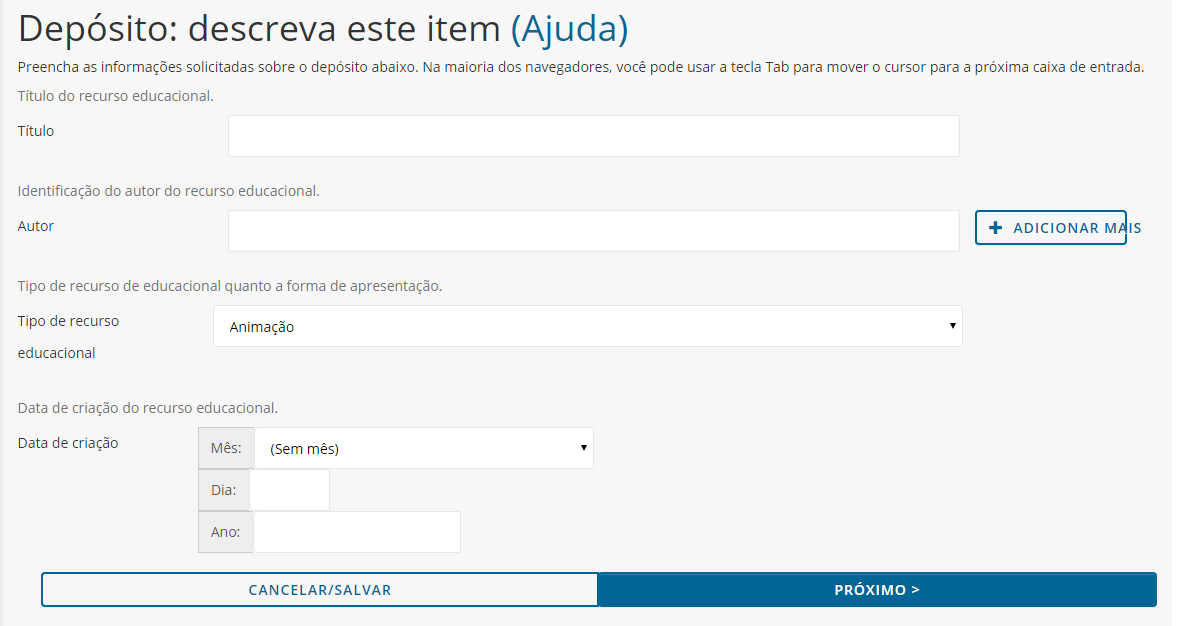 Depósito: descreva este item (Ajuda)
Preencha as informações solicitadas sobre o depósito abaixo. Na maioria dos navegadores, você pode usar a tecla Tab para mover o cursor para a próxima caixa de entrada.
Título do recurso educacional.
Título
Identificação do autor do recurso educacional.
Autor
+ ADICIONAR MAIS
Tipo de recurso de educacional quanto a forma de apresentação.
Tipo de recurso
educacional
Animação
Data de criação do recurso educacional.
Data de criação
Mês: (Sem mês)
Dia:
Ano:
CANCELAR/SALVAR
PRÓXIMO >